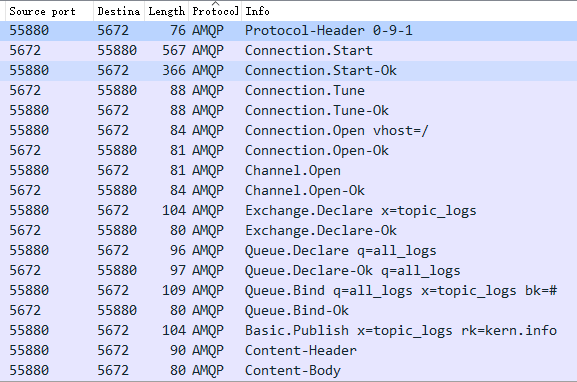 Source port Destina Length Protocol Info
55880 5672 76 AMQP Protocol-Header 0-9-1
5672 55880 567 AMQP Connection.Start
55880 5672 366 AMQP Connection.Start-Ok
5672 55880 88 AMQP Connection.Tune
55880 5672 88 AMQP Connection.Tune-Ok
55880 5672 84 AMQP Connection.Open vhost=/
5672 55880 81 AMQP Connection.Open-Ok
55880 5672 81 AMQP Channel.Open
5672 55880 84 AMQP Channel.Open-Ok
55880 5672 104 AMQP Exchange.Declare x=topic_logs
5672 55880 80 AMQP Exchange.Declare-Ok
55880 5672 96 AMQP Queue.Declare q=all_logs
5672 55880 97 AMQP Queue.Declare-Ok q=all_logs
55880 5672 109 AMQP Queue.Bind q=all_logs x=topic_logs bk=#
5672 55880 80 AMQP Queue.Bind-Ok
55880 5672 104 AMQP Basic.Publish x=topic_logs rk=kern.info
55880 5672 90 AMQP Content-Header
55880 5672 80 AMQP Content-Body